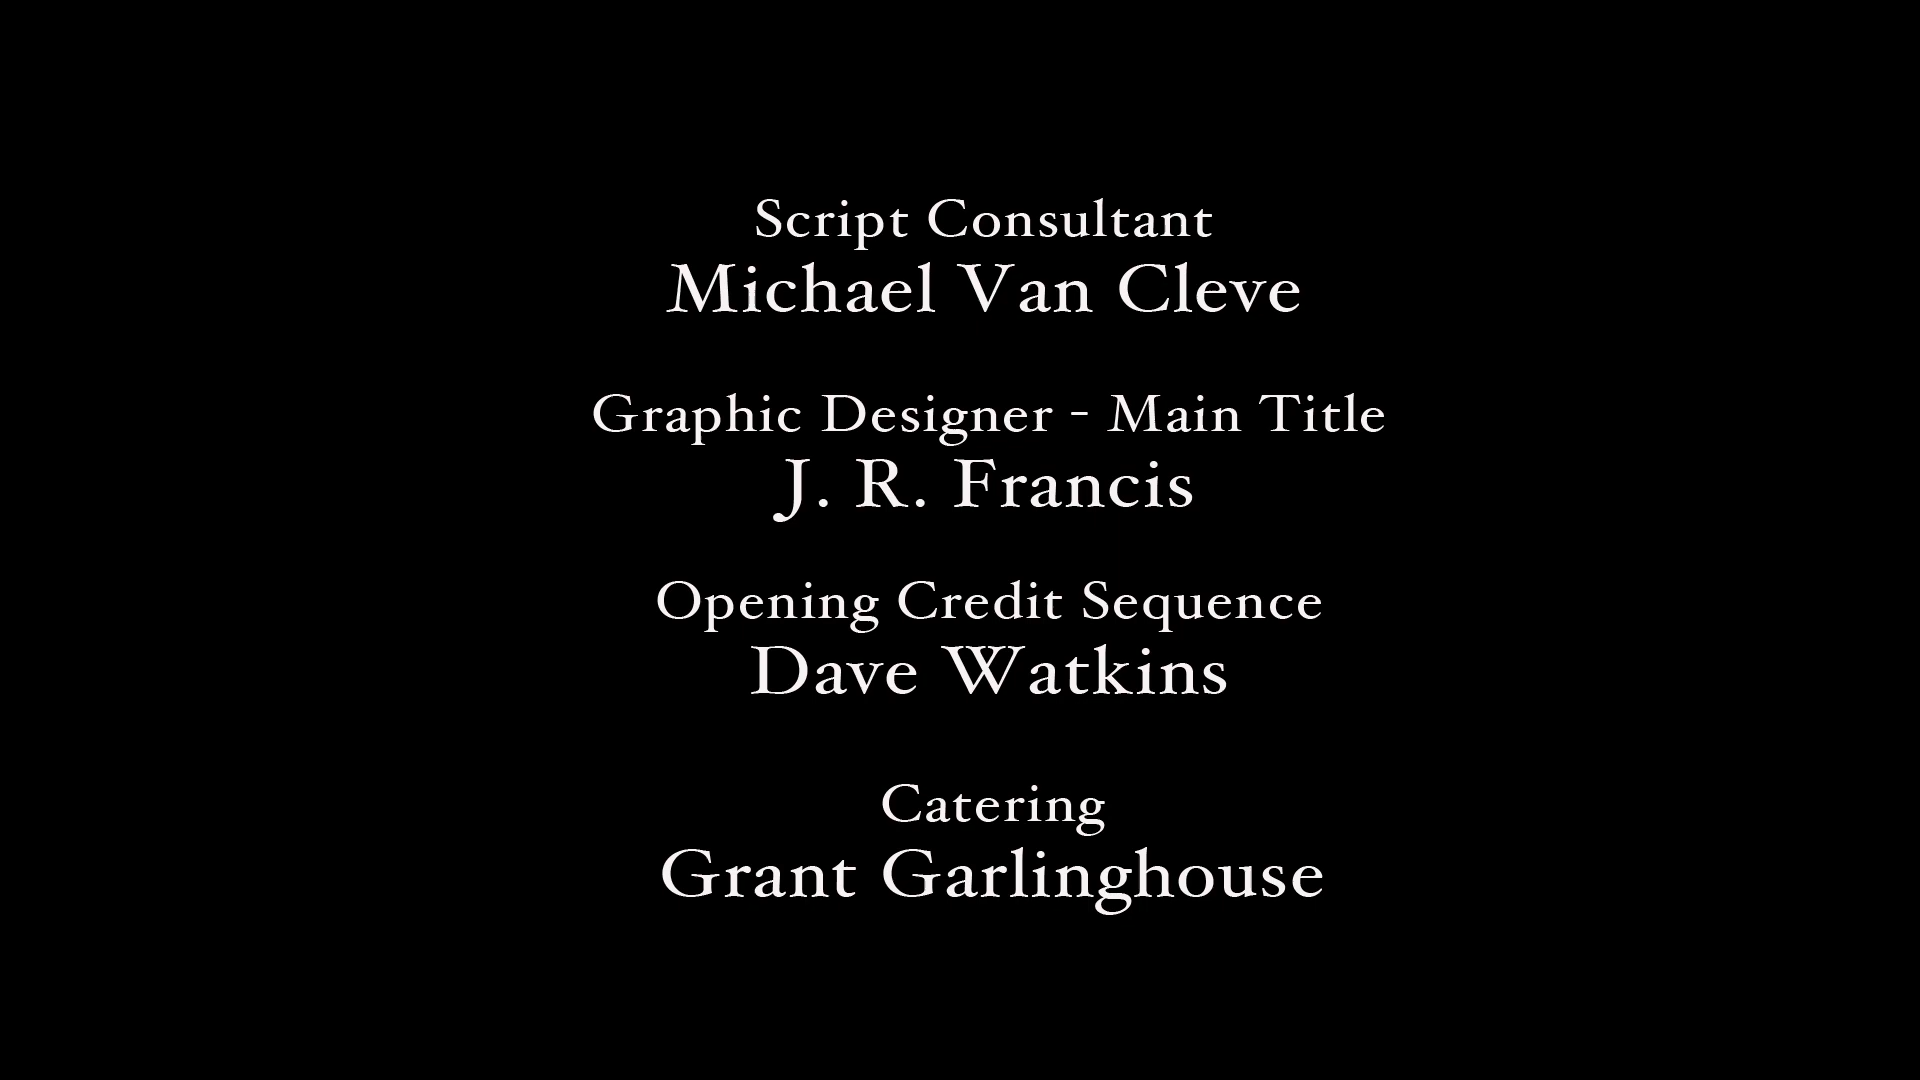 Script Consultant
Michael Van Cleve
Graphic Designer - Main Title
J. R. Francis
Opening Credit Sequence
Dave Watkins
Catering
Grant Garlinghouse